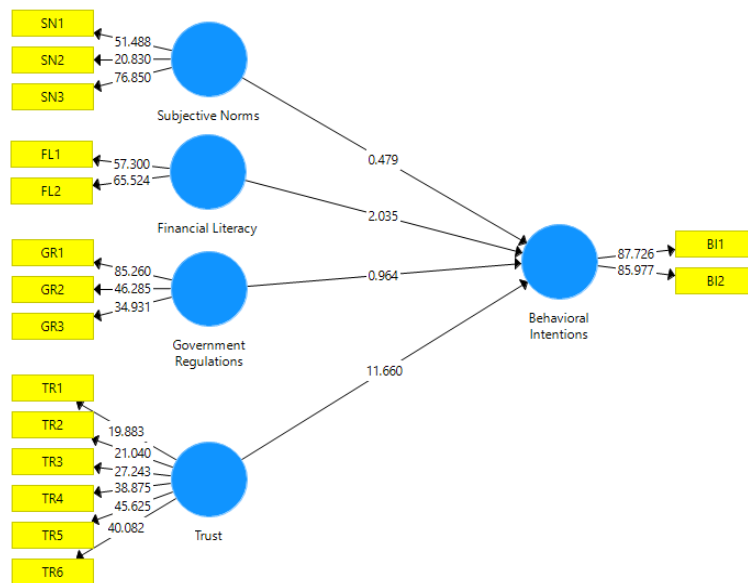 SN1
51.488
SN2
20.830
SN3
76.850
Subjective Norms
0.479
FL1
57.300
FL2
65.524
Financial Literacy
2.035
GR1
85.260
GR2
46.285
GR3
34.931
Government
Regulations
0.964
BI1
87.726
BI2
85.977
Behavioral
Intentions
11.660
TR1
19.883
TR2
21.040
TR3
27.243
TR4
38.875
TR5
45.625
TR6
40.082
Trust